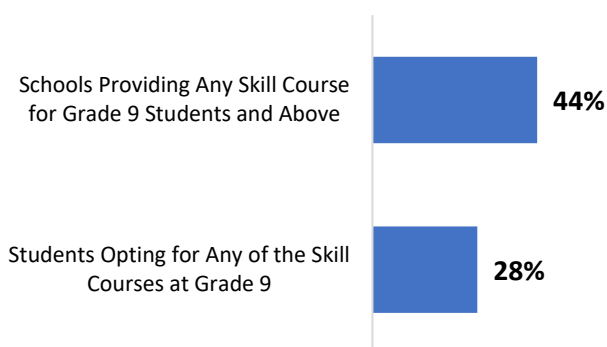 Schools Providing Any Skill Course
for Grade 9 Students and Above
44%
Students Opting for Any of the Skill
Courses at Grade 9
28%